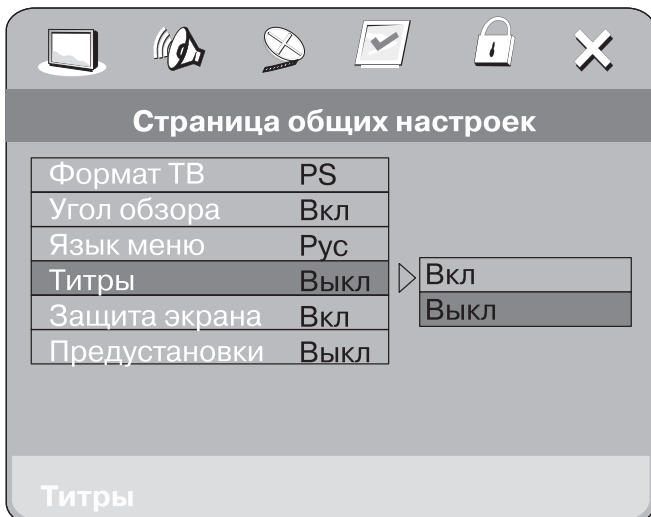 Страница общих настроек
Формат ТВ PS
Угол обзора Вкл
Язык меню Рус
Титры Выкл Вкл
Защита экрана Вкл Выкл
Предустановки Выкл
Титры